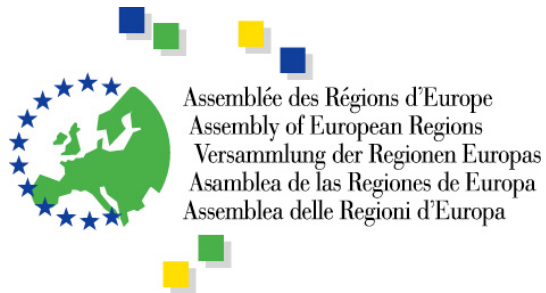 Assemblée des Régions d'Europe
Assembly of European Regions
Versammlung der Regionen Europas
Asamblea de las Regiones de Europa
Assemblea delle Regioni d'Europa